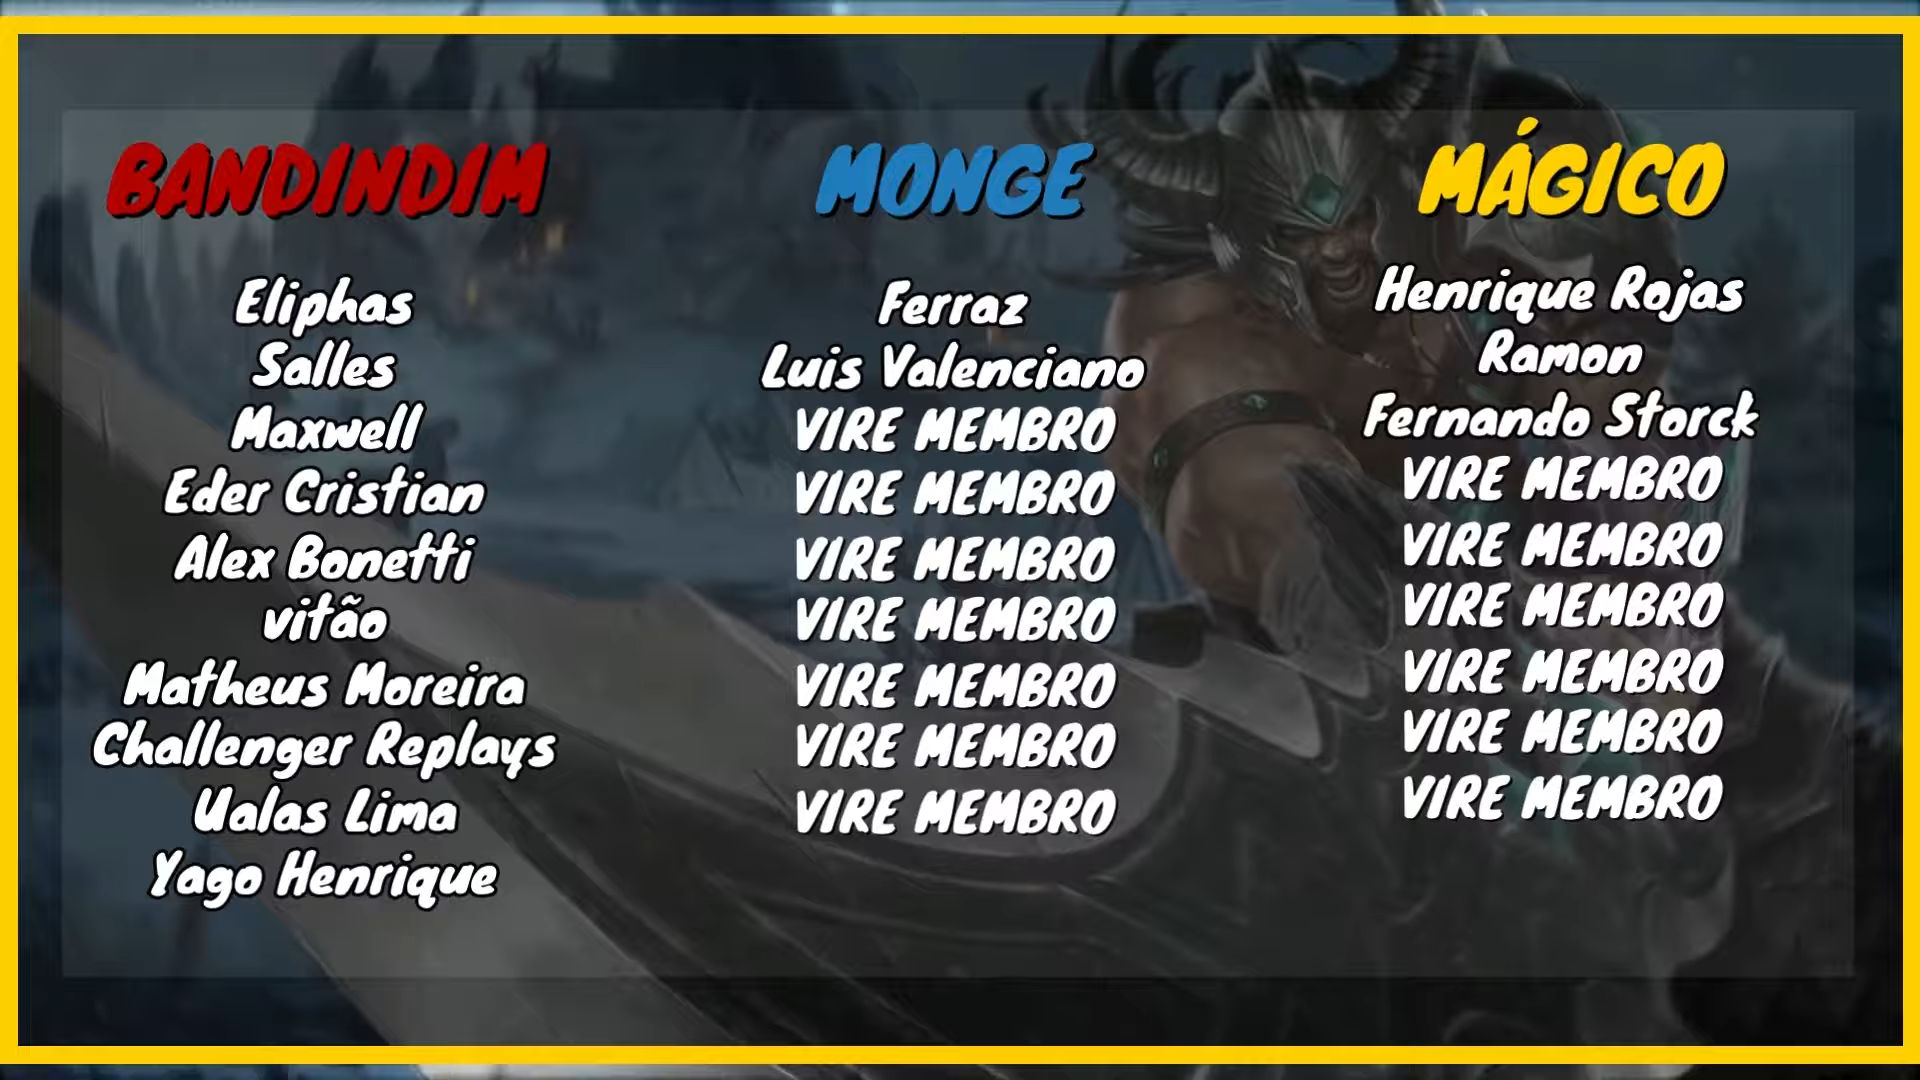 BANDINDIM
Eliphas
Salles
Maxwell
Eder Cristian
Alex Bonetti
vitão
Matheus Moreira
Challenger Replays
Ualas Lima
Yago Henrique
MONGE
Ferraz
Luis Valenciano
VIRE MEMBRO
VIRE MEMBRO
VIRE MEMBRO
VIRE MEMBRO
VIRE MEMBRO
VIRE MEMBRO
VIRE MEMBRO
MÁGICO
Henrique Rojas
Ramon
Fernando Storck
VIRE MEMBRO
VIRE MEMBRO
VIRE MEMBRO
VIRE MEMBRO
VIRE MEMBRO
VIRE MEMBRO